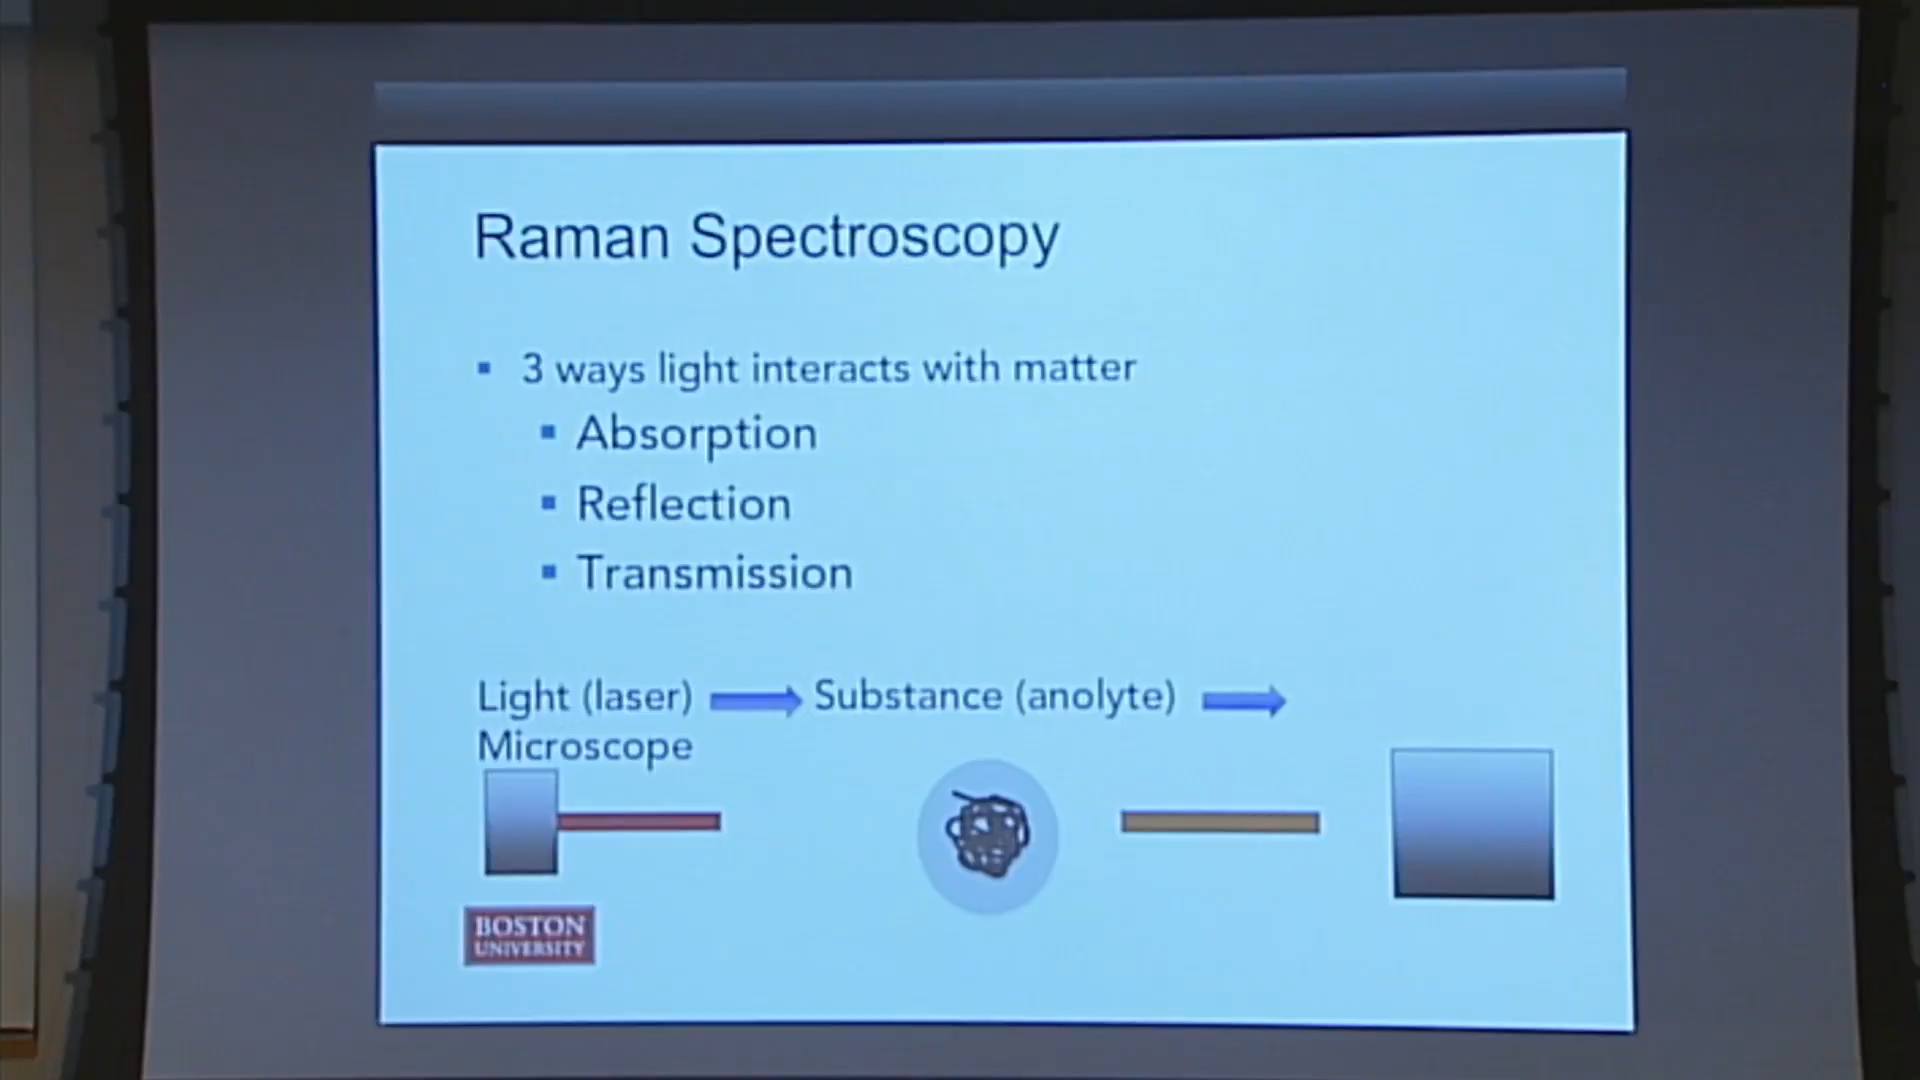 Raman Spectroscopy
3 ways light interacts with matter
Absorption
Reflection
Transmission
Light (laser) Substance (anolyte)
Microscope
BOSTON
UNIVERSITY